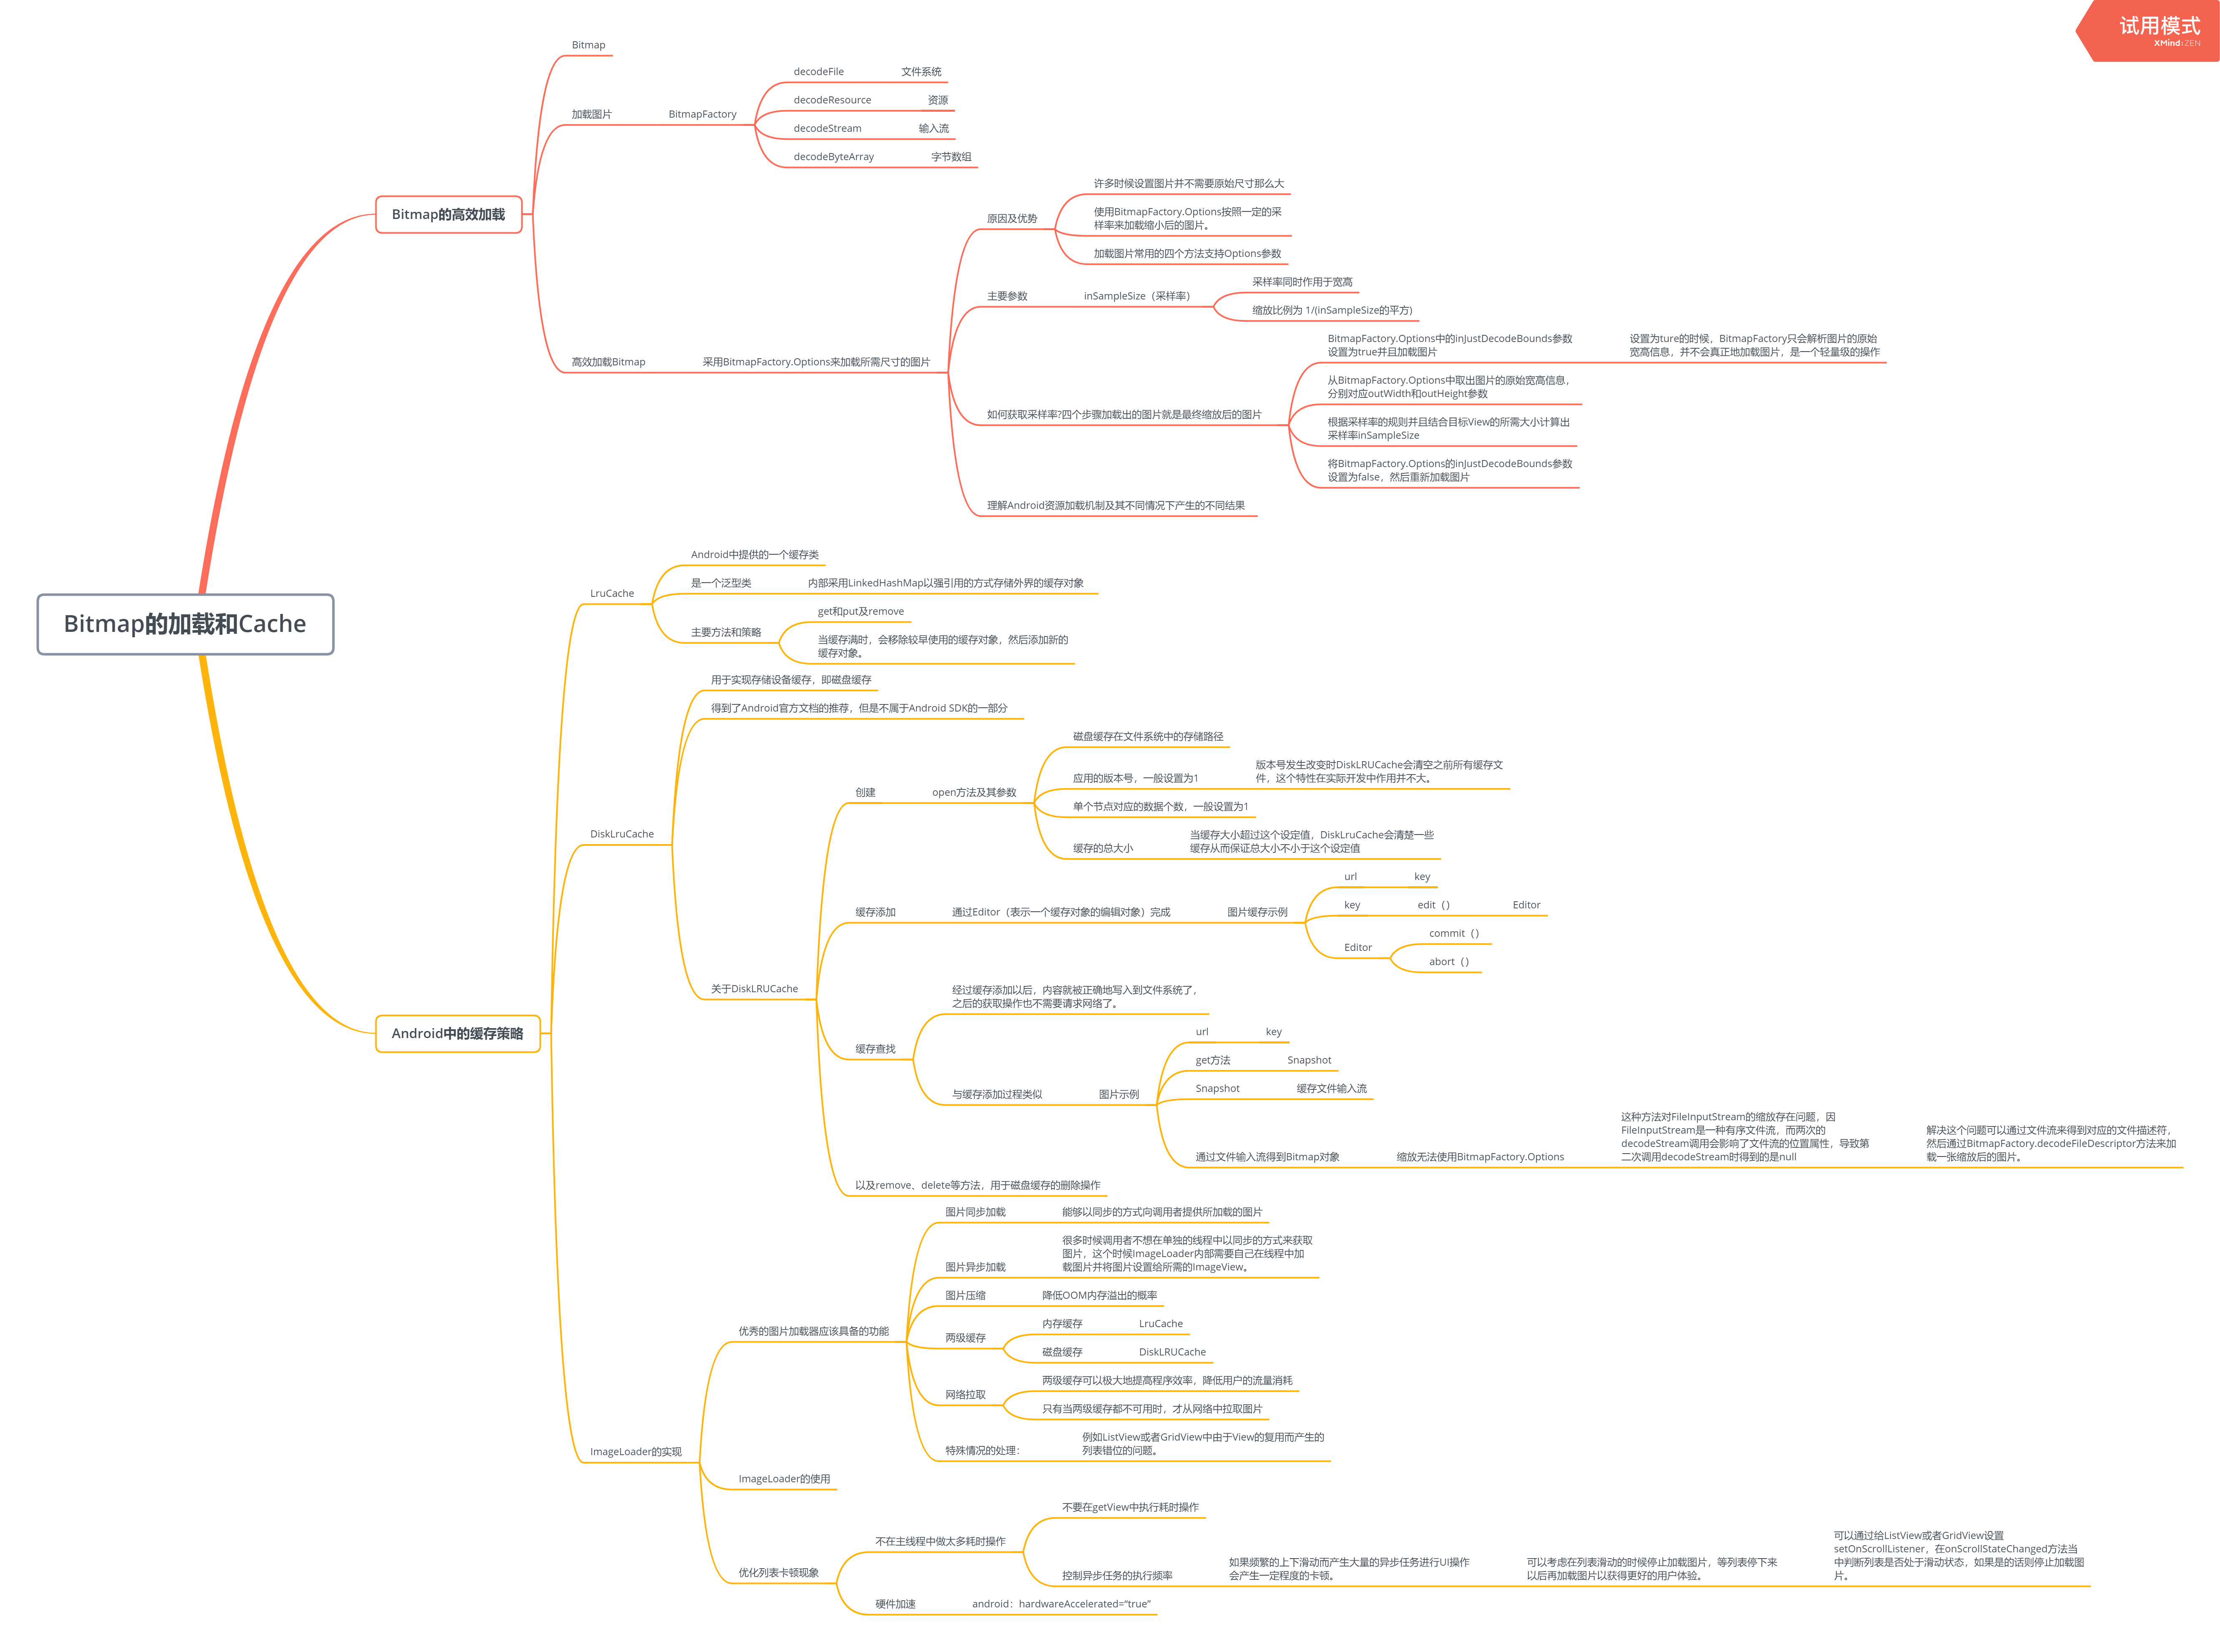 试用模式
XMind:ZEN
Bitmap的加载和Cache
Bitmap的高效加载
Bitmap
加载图片
BitmapFactory
decodeFile
文件系统
decodeResource
资源
decodeStream
输入流
decodeByteArray
字节数组
高效加载Bitmap
采用BitmapFactory.Options来加载所需尺寸的图片
原因及优势
许多时候设置图片并不需要原始尺寸那么大
使用BitmapFactory.Options按照一定的采
样率来加载缩小后的图片。
加载图片常用的四个方法支持Options参数
主要参数
inSampleSize（采样率）
采样率同时作用于宽高
缩放比例为 1/(inSampleSize的平方)
如何获取采样率?四个步骤加载出的图片就是最终缩放后的图片
BitmapFactory.Options中的inJustDecodeBounds参数
设置为true并且加载图片
设置为ture的时候，BitmapFactory只会解析图片的原始
宽高信息，并不会真正地加载图片，是一个轻量级的操作
从BitmapFactory.Options中取出图片的原始宽高信息，
分别对应outWidth和outHeight参数
根据采样率的规则并且结合目标View的所需大小计算出
采样率inSampleSize
将BitmapFactory.Options的inJustDecodeBounds参数
设置为false，然后重新加载图片
理解Android资源加载机制及其不同情况下产生的不同结果
Android中的缓存策略
LruCache
Android中提供的一个缓存类
是一个泛型类
内部采用LinkedHashMap以强引用的方式存储外界的缓存对象
主要方法和策略
get和put及remove
当缓存满时，会移除较早使用的缓存对象，然后添加新的
缓存对象。
DiskLruCache
用于实现存储设备缓存，即磁盘缓存
得到了Android官方文档的推荐，但是不属于Android SDK的一部分
关于DiskLRUCache
创建
open方法及其参数
磁盘缓存在文件系统中的存储路径
应用的版本号，一般设置为1
版本号发生改变时DiskLRUCache会清空之前所有缓存文
件，这个特性在实际开发中作用并不大。
单个节点对应的数据个数，一般设置为1
缓存的总大小
当缓存大小超过这个设定值，DiskLruCache会清楚一些
缓存从而保证总大小不小于这个设定值
缓存添加
通过Editor（表示一个缓存对象的编辑对象）完成
图片缓存示例
url
key
key
edit（）
Editor
Editor
commit（）
abort（）
缓存查找
经过缓存添加以后，内容就被正确地写入到文件系统了，
之后的获取操作也不需要请求网络了。
与缓存添加过程类似
图片示例
url
key
get方法
Snapshot
Snapshot
缓存文件输入流
通过文件输入流得到Bitmap对象
缩放无法使用BitmapFactory.Options
这种方法对FileInputStream的缩放存在问题，因
FileInputStream是一种有序文件流，而两次的
decodeStream调用会影响了文件流的位置属性，导致第
二次调用decodeStream时得到的是null
解决这个问题可以通过文件流来得到对应的文件描述符，
然后通过BitmapFactory.decodeFileDescriptor方法来加
载一张缩放后的图片。
以及remove、delete等方法，用于磁盘缓存的删除操作
ImageLoader的实现
优秀的图片加载器应该具备的功能
图片同步加载
能够以同步的方式向调用者提供所加载的图片
图片异步加载
很多时候调用者不想在单独的线程中以同步的方式来获取
图片，这个时候ImageLoader内部需要自己在线程中加
载图片并将图片设置给所需的ImageView。
图片压缩
降低OOM内存溢出的概率
两级缓存
内存缓存
LruCache
磁盘缓存
DiskLRUCache
网络拉取
两级缓存可以极大地提高程序效率，降低用户的流量消耗
只有当两级缓存都不可用时，才从网络中拉取图片
特殊情况的处理：
例如ListView或者GridView中由于View的复用而产生的
列表错位的问题。
ImageLoader的使用
优化列表卡顿现象
不在主线程中做太多耗时操作
不要在getView中执行耗时操作
控制异步任务的执行频率
如果频繁的上下滑动而产生大量的异步任务进行UI操作
会产生一定程度的卡顿。
可以考虑在列表滑动的时候停止加载图片，等列表停下来
以后再加载图片以获得更好的用户体验。
可以通过给ListView或者GridView设置
setOnScrollListener，在onScrollStateChanged方法当
中判断列表是否处于滑动状态，如果是的话则停止加载图
片。
硬件加速
android：hardwareAccelerated=“true”